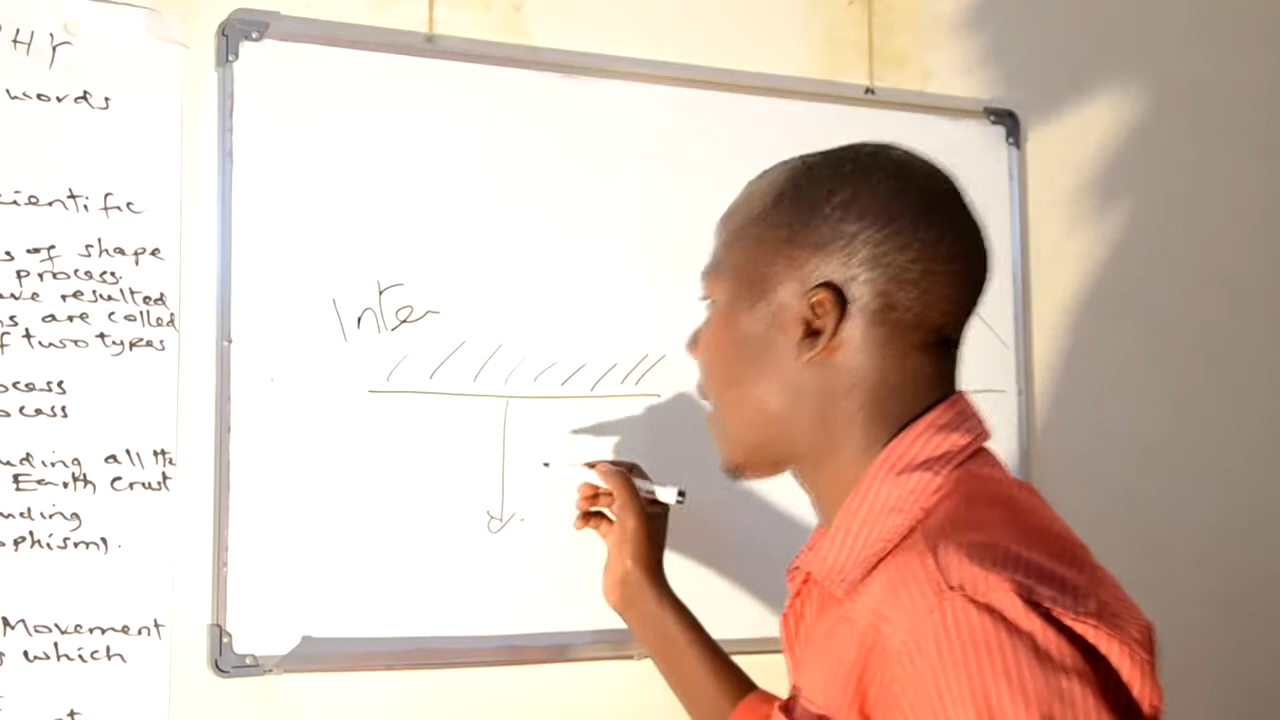 PHY
words
cientific
s of shape
process.
ave resulted
ns are called
f two types
ocess
ocess
uding all the
Earth Crust
nding
ophisms.
Movement
s which
Inter